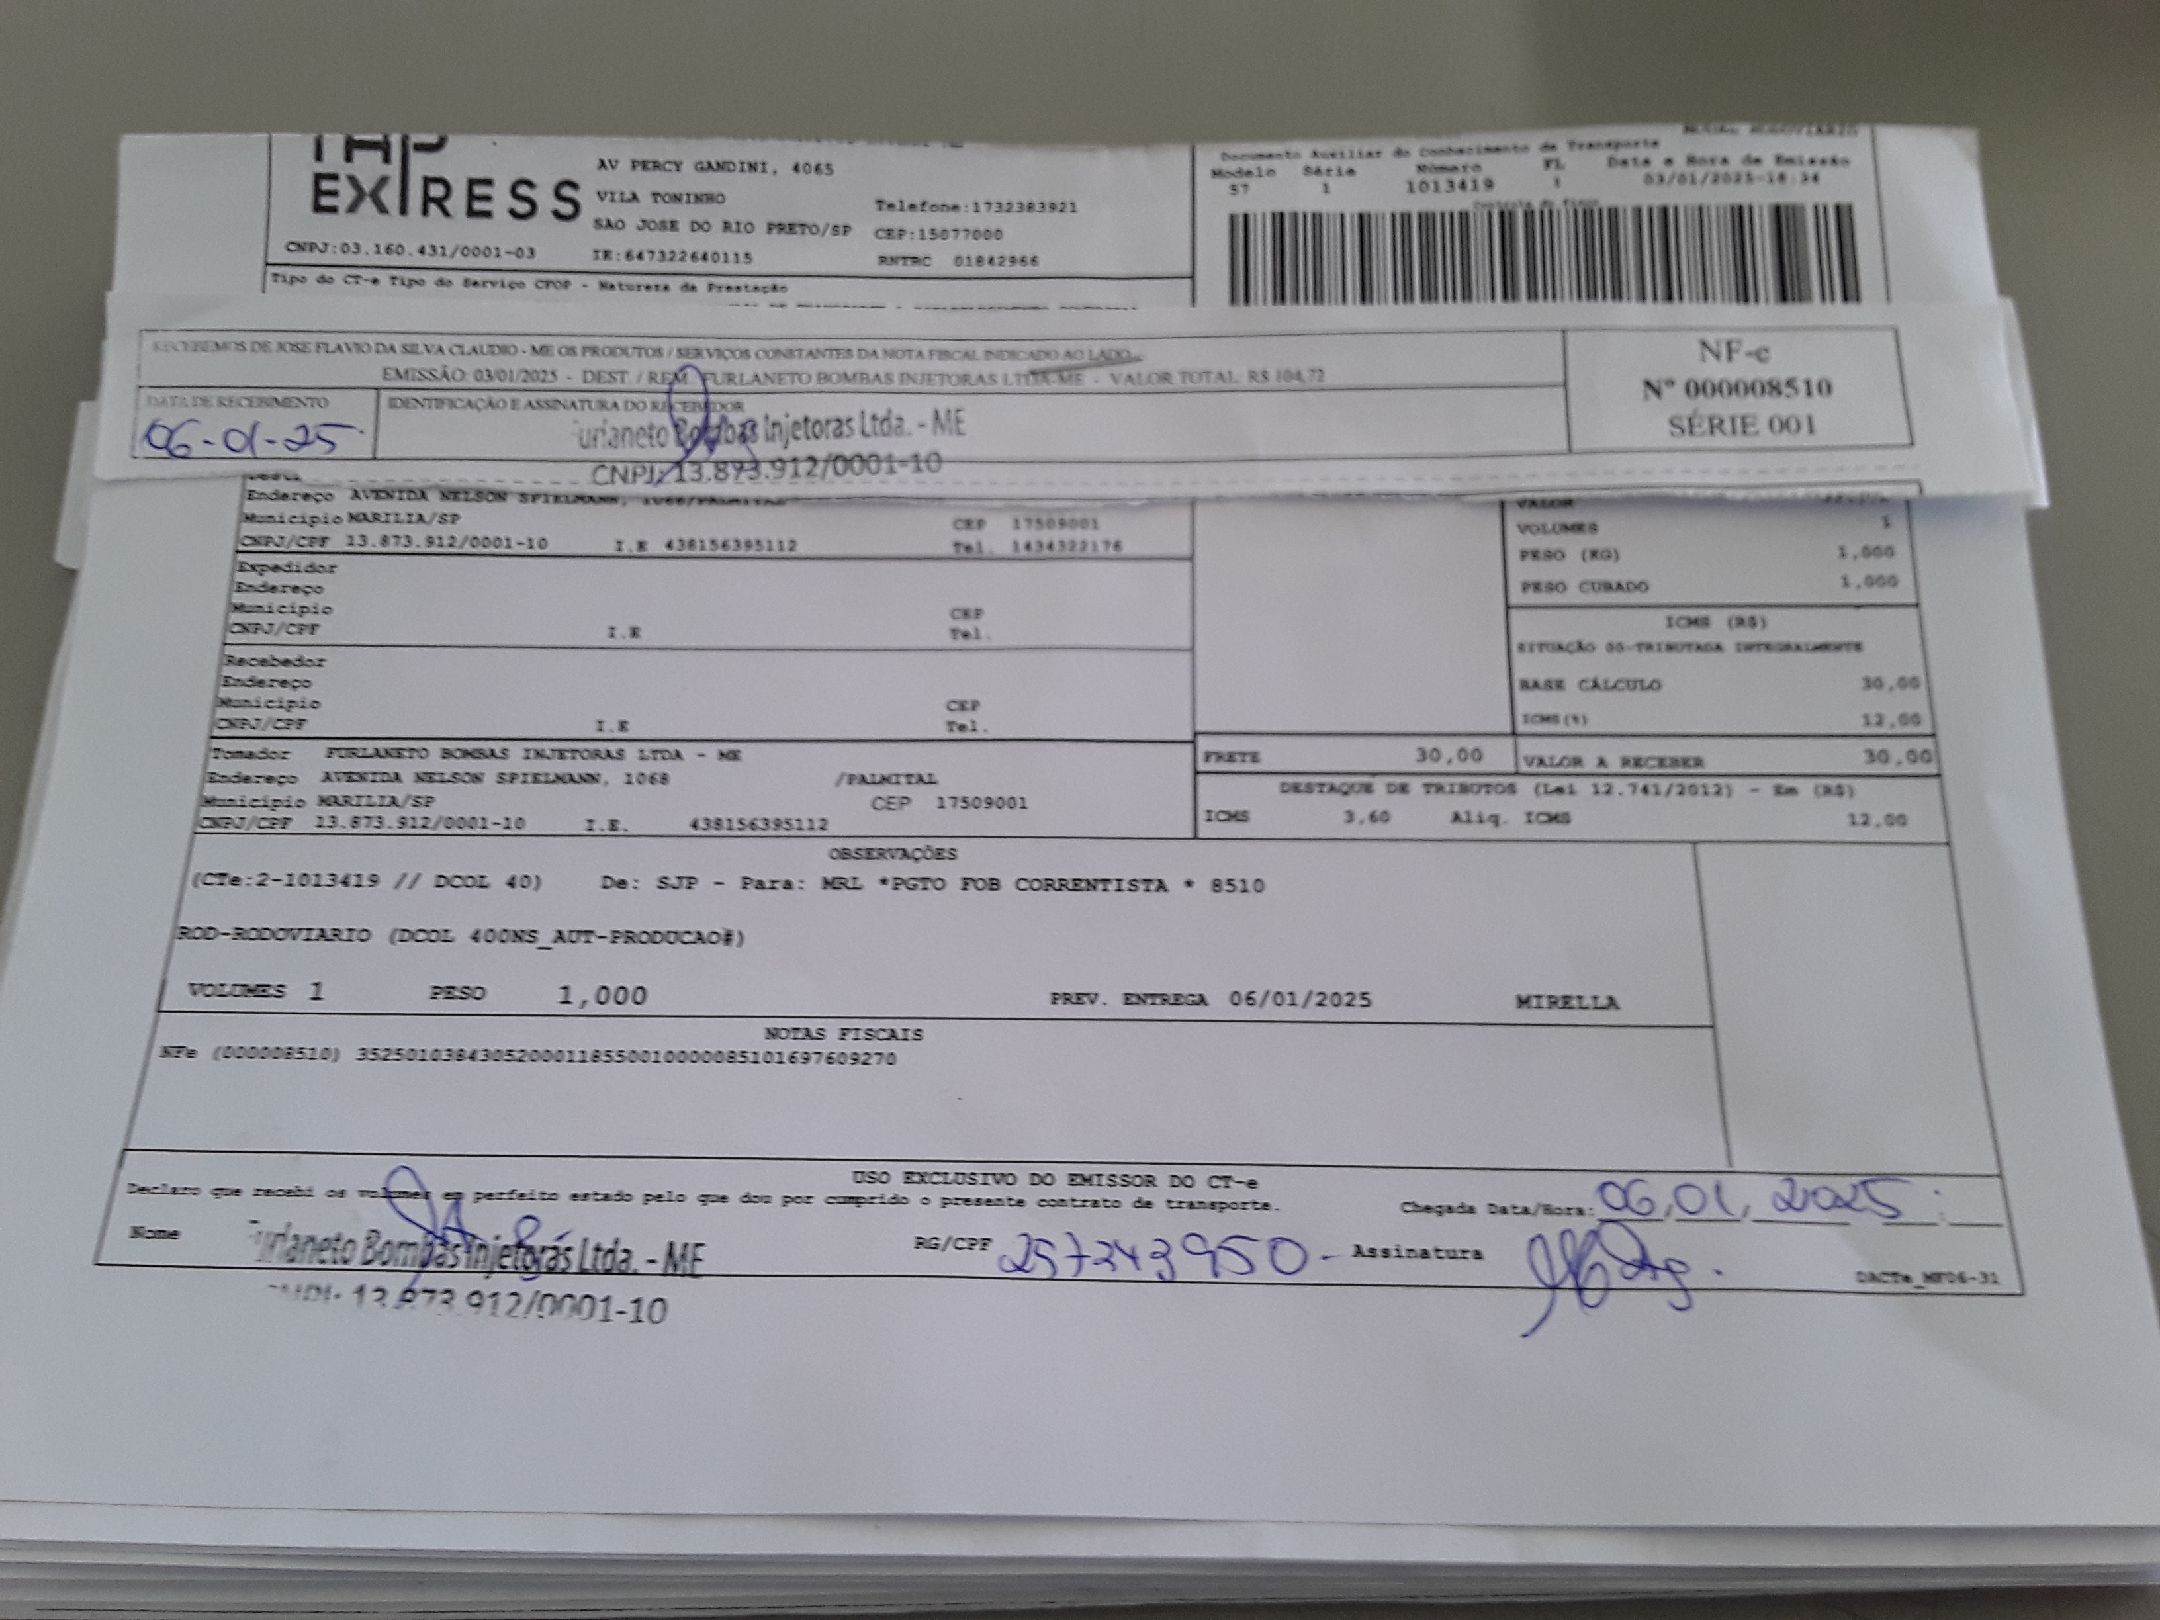 EXPRESS
AV PERCY GANDINI, 4065
VILA TONINHO
Telefone:1732383921
SAO JOSE DO RIO PRETO/SP CEP:15077000
CNPJ:03.160.431/0001-03 IE:647322640115 RNTRC 01842966
Tipo do CT-e Tipo do Serviço CFOP - Natureza da Prestação
Documento Auxiliar do Conhecimento de Transporte
Modelo Série Número FL Data e Hora de Emissão
57 1 1013419 1 03/01/2025-18:34
RECEBEMOS DE JOSE FLAVIO DA SILVA CLAUDIO - ME OS PRODUTOS / SERVIÇOS CONSTANTES DA NOTA FISCAL INDICADO AO LADO
EMISSÃO: 03/01/2025 - DEST. / REM FURLANETO BOMBAS INJETORAS LTDA-ME - VALOR TOTAL: R$ 104,72
DATA DE RECEBIMENTO IDENTIFICAÇÃO E ASSINATURA DO RECEBEDOR
06-01-25
urlaneto Bombas Injetoras Ltda. - ME
CNPJ: 13.873.912/0001-10
NF-e
Nº 000008510
SÉRIE 001
Endereço AVENIDA NELSON SPIELMANN, 1068/PALMITAL
Município MARILIA/SP CEP 17509001
CNPJ/CPF 13.873.912/0001-10 I.E 438156395112 Tel. 1434322176
Expedidor
Endereço
Município CEP
CNPJ/CPF I.E Tel.
Recebedor
Endereço
Município CEP
CNPJ/CPF I.E Tel.
Tomador FURLANETO BOMBAS INJETORAS LTDA - ME
Endereço AVENIDA NELSON SPIELMANN, 1068 /PALMITAL
Município MARILIA/SP CEP 17509001
CNPJ/CPF 13.873.912/0001-10 I.E. 438156395112
VALOR
VOLUMES 1
PESO (KG) 1,000
PESO CUBADO 1,000
ICMS (R$)
SITUAÇÃO 00-TRIBUTADA INTEGRALMENTE
BASE CÁLCULO 30,00
ICMS(%) 12,00
FRETE 30,00 VALOR A RECEBER 30,00
DESTAQUE DE TRIBUTOS (Lei 12.741/2012) - Em (R$)
ICMS 3,60 Aliq. ICMS 12,00
OBSERVAÇÕES
(CTe:2-1013419 // DCOL 40) De: SJP - Para: MRL *PGTO FOB CORRENTISTA * 8510
ROD-RODOVIARIO (DCOL 400NS_AUT-PRODUCAO#)
VOLUMES 1 PESO 1,000 PREV. ENTREGA 06/01/2025 MIRELLA
NOTAS FISCAIS
NFe (000008510) 35250103843052000118550010000085101697609270
USO EXCLUSIVO DO EMISSOR DO CT-e
Declaro que recebi os volumes em perfeito estado pelo que dou por cumprido o presente contrato de transporte.
Chegada Data/Hora: 06,01, 2025 :
Nome urlaneto Bombas Injetoras Ltda. - ME RG/CPF 257343950 - Assinatura
DACTe_MF06-31
13.873.912/0001-10